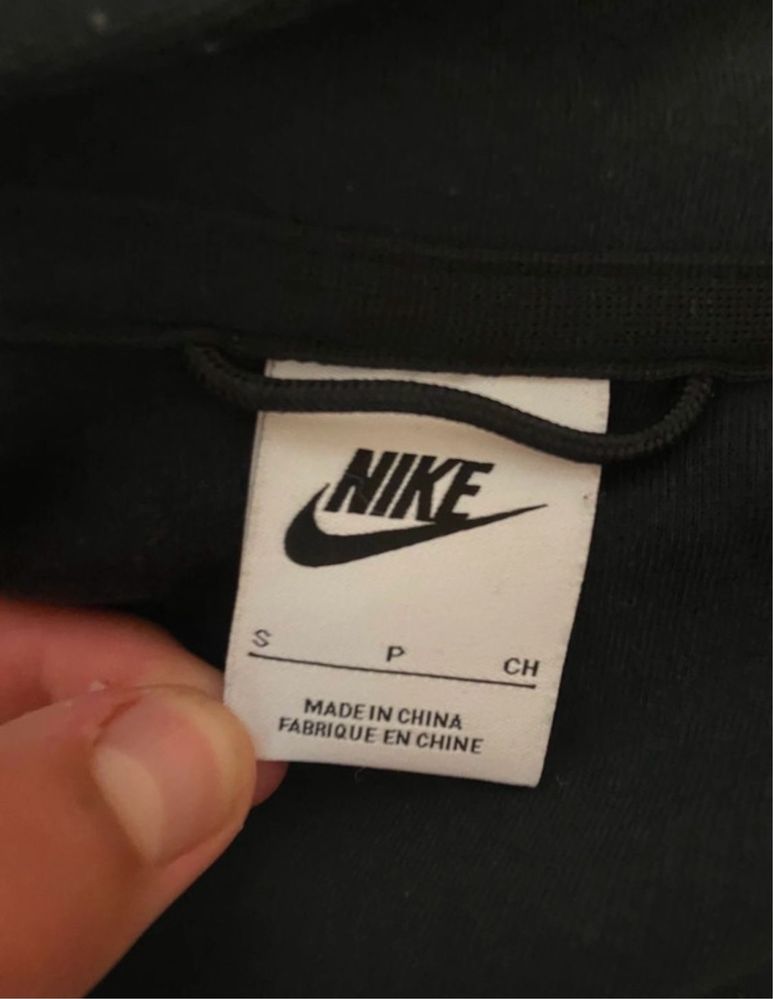 NIKE
S P CH
MADE IN CHINA
FABRIQUE EN CHINE